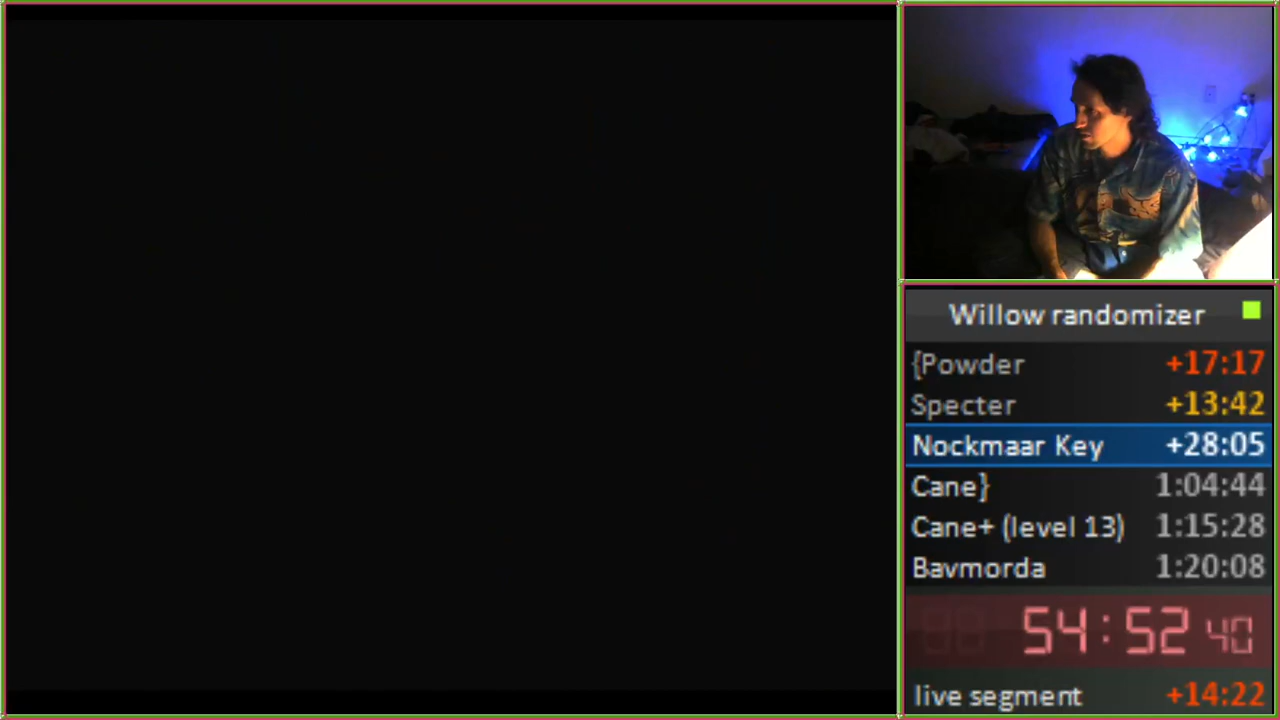 Willow randomizer
{Powder +17:17
Specter +13:42
Nockmaar Key +28:05
Cane} 1:04:44
Cane+ (level 13) 1:15:28
Bavmorda 1:20:08
54:52 40
live segment +14:22